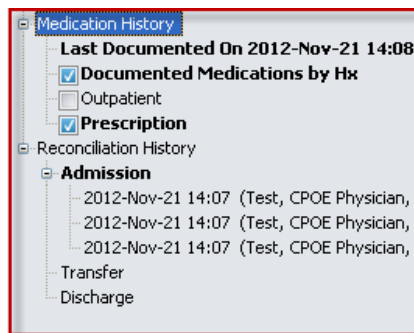 Medication History
Last Documented On 2012-Nov-21 14:08
Documented Medications by Hx
Outpatient
Prescription
Reconciliation History
Admission
2012-Nov-21 14:07 (Test, CPOE Physician,
2012-Nov-21 14:07 (Test, CPOE Physician,
2012-Nov-21 14:07 (Test, CPOE Physician,
Transfer
Discharge